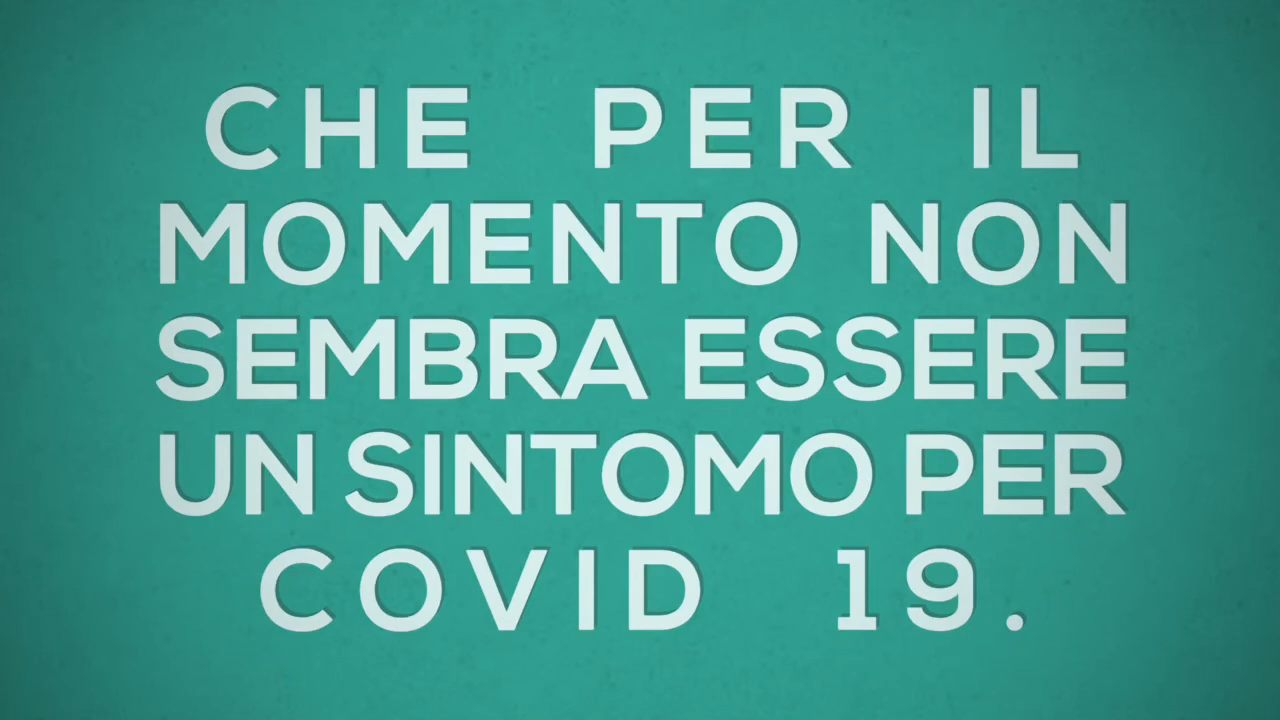 CHE PER IL
MOMENTO NON
SEMBRA ESSERE
UN SINTOMO PER
COVID 19.